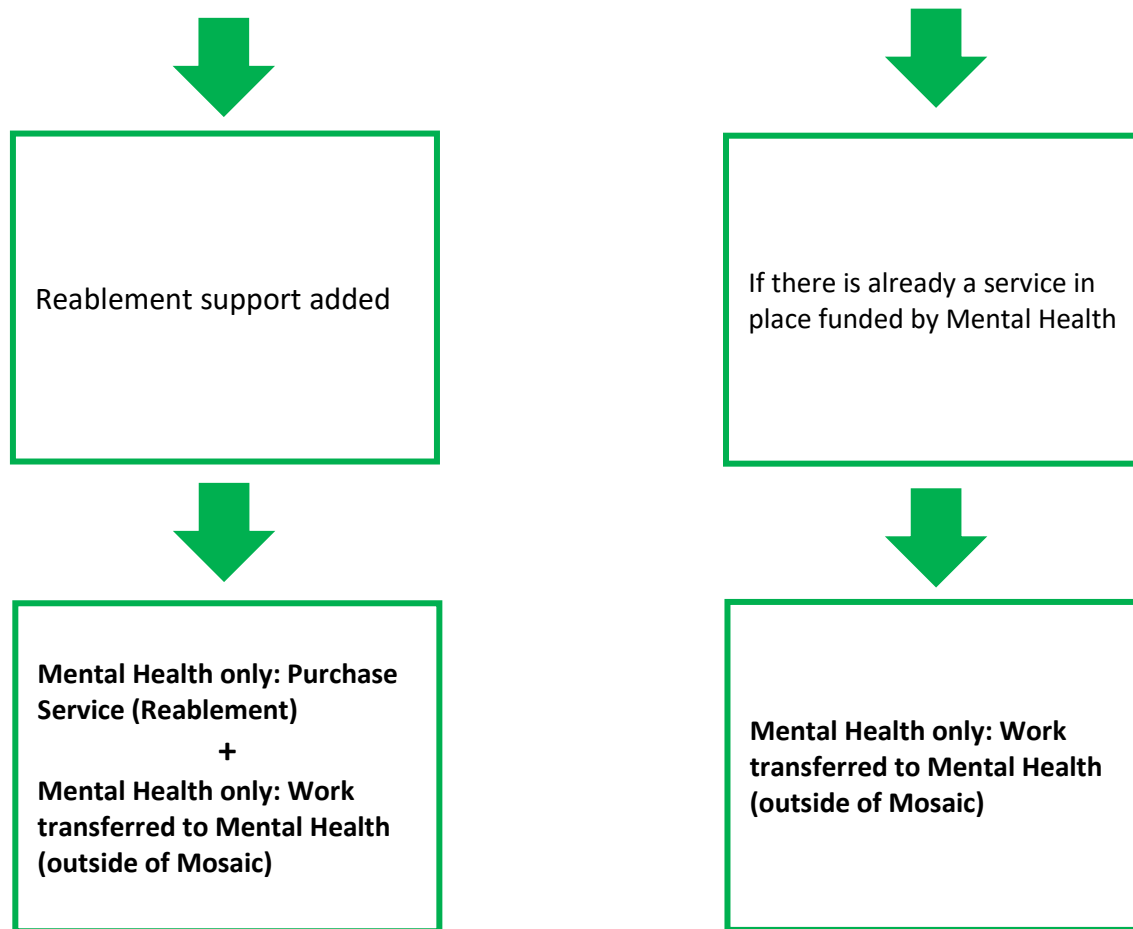 Reablement support added
If there is already a service in
place funded by Mental Health
Mental Health only: Purchase
Service (Reablement)
+
Mental Health only: Work
transferred to Mental Health
(outside of Mosaic)
Mental Health only: Work
transferred to Mental Health
(outside of Mosaic)